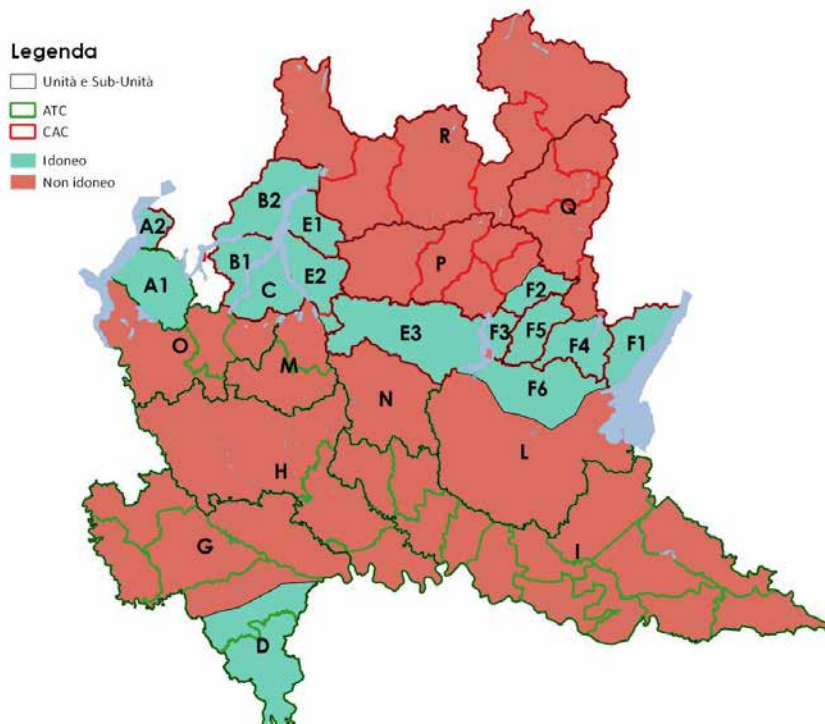 Legenda
Unità e Sub-Unità
ATC
CAC
Idoneo
Non idoneo
R
B2
Q
A2
E1
B1
P
E2
A1
C
F2
E3
F3
F5
F4
F1
O
M
F6
N
L
H
G
I
D